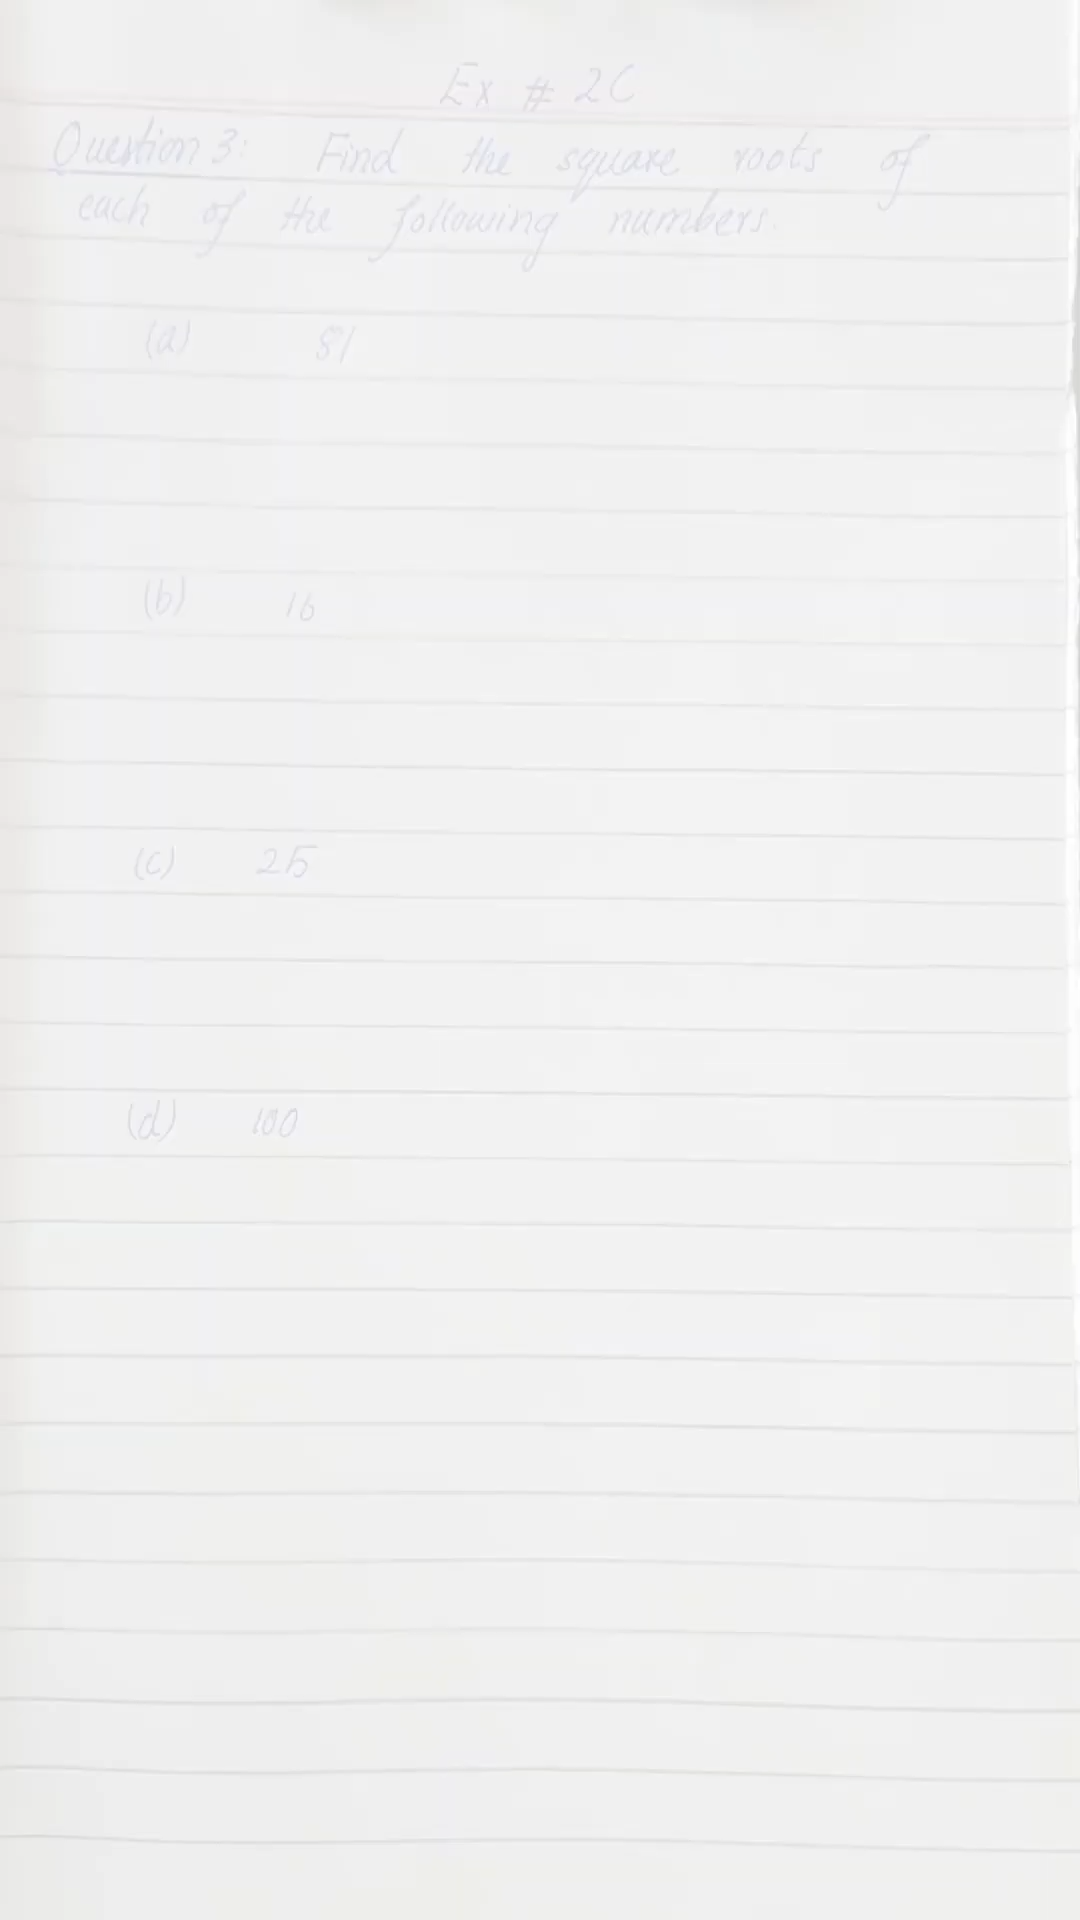 Ex # 2C
Question 3: Find the square roots of
each of the following numbers.
(a) 81
(b) 16
(c) 25
(d) 100